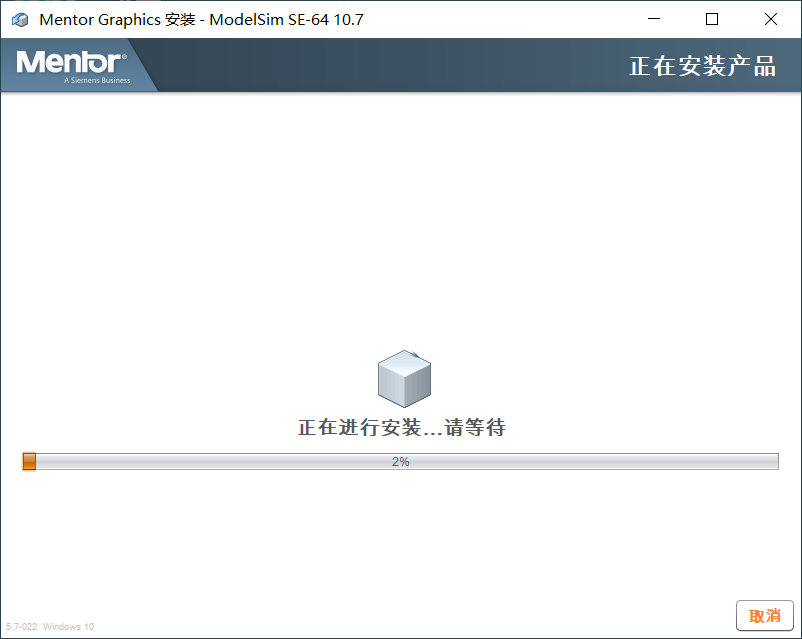 Mentor Graphics 安装 - ModelSim SE-64 10.7
Mentor®
A Siemens Business
正在安装产品
正在进行安装...请等待
2%
取消
5.7-022 Windows 10